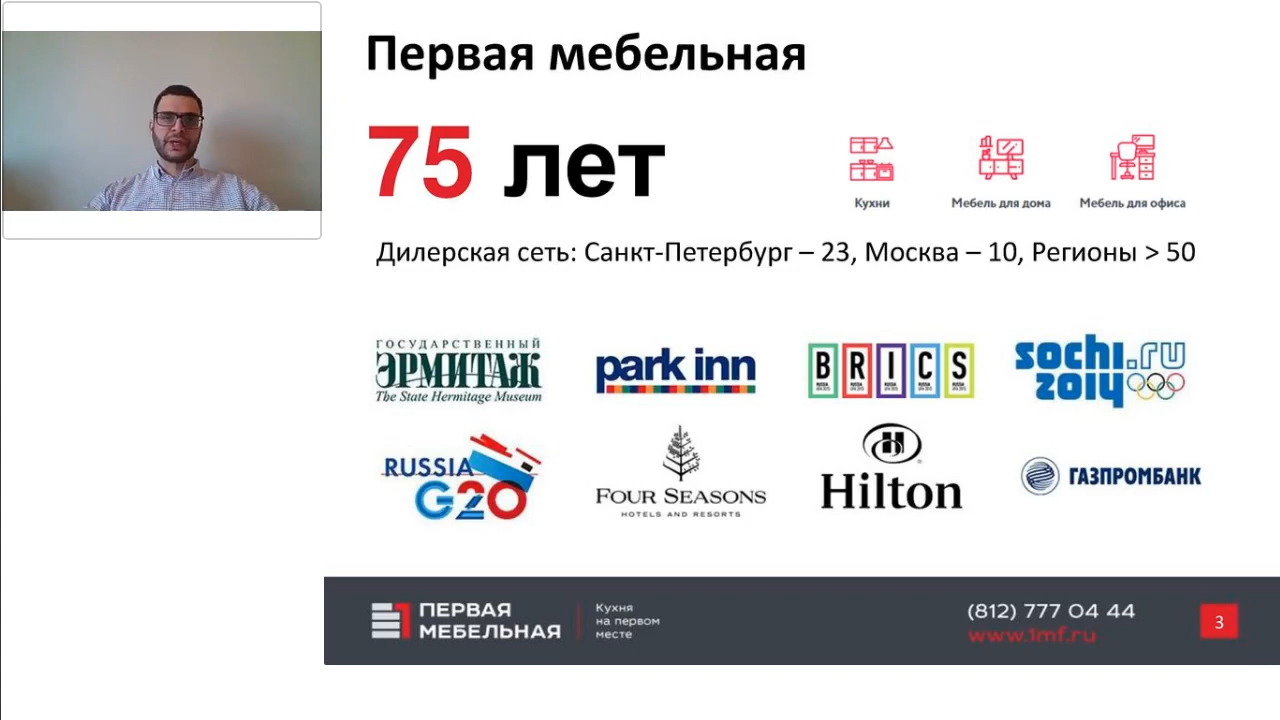 Первая мебельная
75 лет
Кухни
Мебель для дома
Мебель для офиса
Дилерская сеть: Санкт-Петербург – 23, Москва – 10, Регионы > 50
ГОСУДАРСТВЕННЫЙ
ЭРМИТАЖ
The State Hermitage Museum
park inn
BRICS
sochi.ru
2014
RUSSIA
G20
FOUR SEASONS
HOTELS AND RESORTS
H
Hilton
ГАЗПРОМБАНК
ПЕРВАЯ
МЕБЕЛЬНАЯ
Кухня
на первом
месте
(812) 777 04 44
www.1mf.ru
3